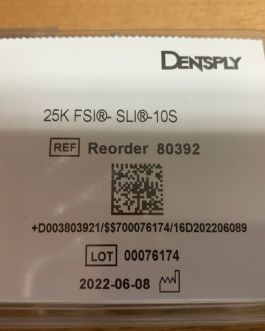 DENTSPLY
25K FSI®- SLI®-10S
REF Reorder 80392
+D003803921/$$700076174/16D202206089
LOT 00076174
2022-06-08